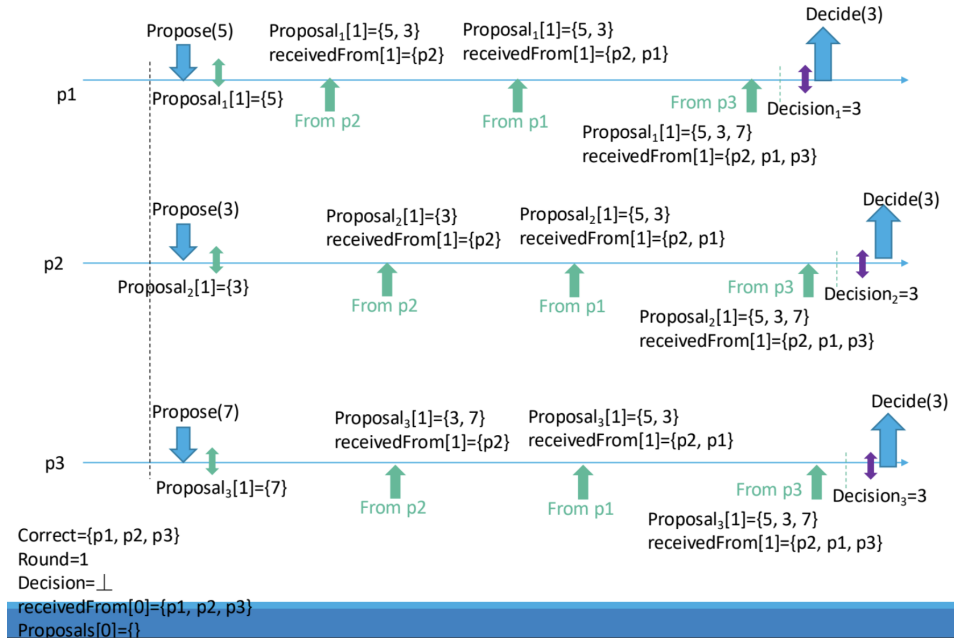 Propose(5)
Proposal₁[1]={5, 3}
receivedFrom[1]={p2}
Proposal₁[1]={5, 3}
receivedFrom[1]={p2, p1}
Decide(3)
p1
Proposal₁[1]={5}
From p2
From p1
From p3
Decision₁=3
Proposal₁[1]={5, 3, 7}
receivedFrom[1]={p2, p1, p3}
Propose(3)
Proposal₂[1]={3}
receivedFrom[1]={p2}
Proposal₂[1]={5, 3}
receivedFrom[1]={p2, p1}
Decide(3)
p2
Proposal₂[1]={3}
From p2
From p1
From p3
Decision₂=3
Proposal₂[1]={5, 3, 7}
receivedFrom[1]={p2, p1, p3}
Propose(7)
Proposal₃[1]={3, 7}
receivedFrom[1]={p2}
Proposal₃[1]={5, 3}
receivedFrom[1]={p2, p1}
Decide(3)
p3
Proposal₃[1]={7}
From p2
From p1
From p3
Decision₃=3
Proposal₃[1]={5, 3, 7}
receivedFrom[1]={p2, p1, p3}
Correct={p1, p2, p3}
Round=1
Decision=⊥
receivedFrom[0]={p1, p2, p3}
Proposals[0]={}